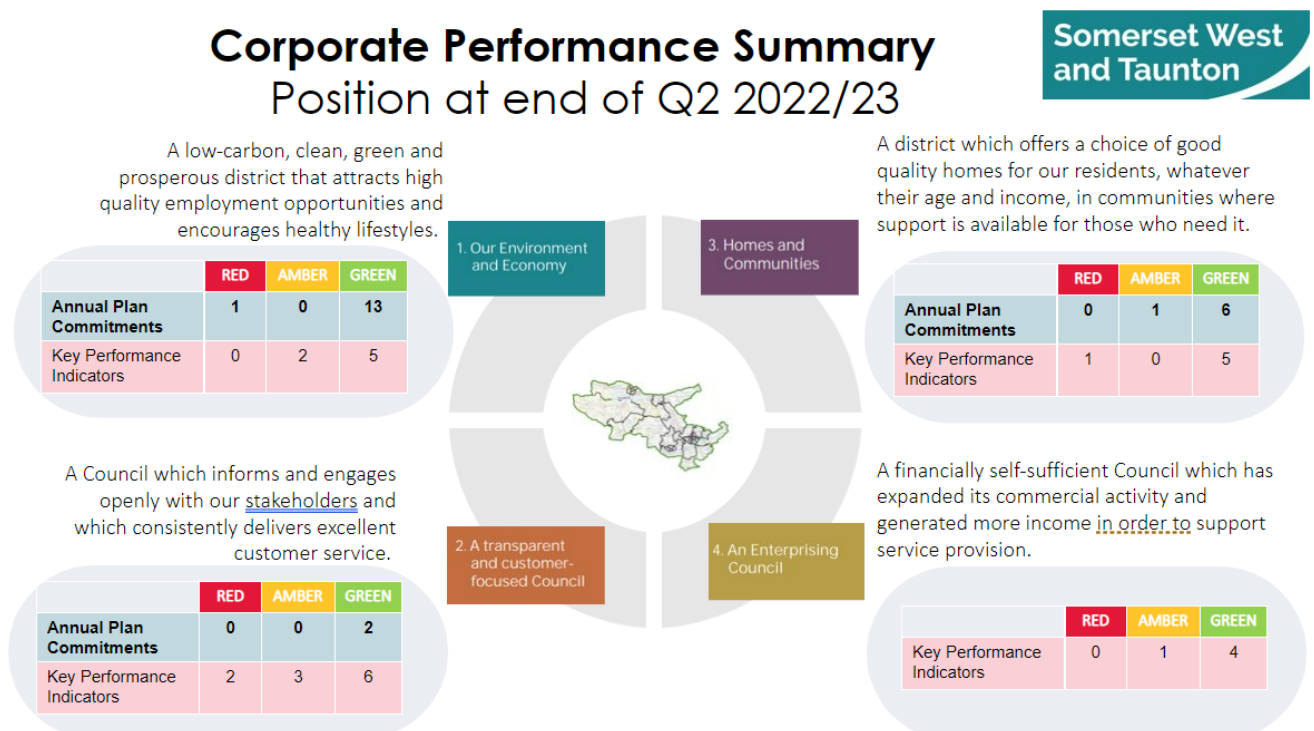 Corporate Performance Summary
Position at end of Q2 2022/23
Somerset West
and Taunton
A low-carbon, clean, green and
prosperous district that attracts high
quality employment opportunities and
encourages healthy lifestyles.
1. Our Environment
and Economy
RED AMBER GREEN
Annual Plan
Commitments 1 0 13
Key Performance
Indicators 0 2 5
A Council which informs and engages
openly with our stakeholders and
which consistently delivers excellent
customer service.
2. A transparent
and customer-
focused Council
RED AMBER GREEN
Annual Plan
Commitments 0 0 2
Key Performance
Indicators 2 3 6
A district which offers a choice of good
quality homes for our residents, whatever
their age and income, in communities where
support is available for those who need it.
3. Homes and
Communities
RED AMBER GREEN
Annual Plan
Commitments 0 1 6
Key Performance
Indicators 1 0 5
A financially self-sufficient Council which has
expanded its commercial activity and
generated more income in order to support
service provision.
4. An Enterprising
Council
RED AMBER GREEN
Key Performance
Indicators 0 1 4